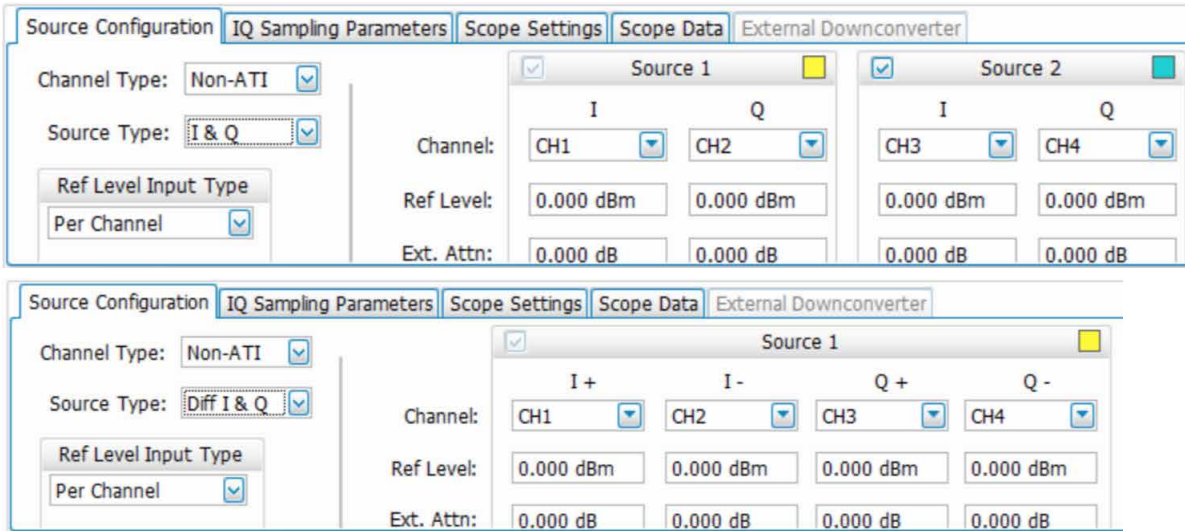 Source Configuration IQ Sampling Parameters Scope Settings Scope Data External Downconverter
Channel Type: Non-ATI Source 1 Source 2
Source Type: I & Q I Q I Q
Channel: CH1 CH2 CH3 CH4
Ref Level Input Type
Per Channel
Ref Level: 0.000 dBm 0.000 dBm 0.000 dBm 0.000 dBm
Ext. Attn: 0.000 dB 0.000 dB 0.000 dB 0.000 dB
Source Configuration IQ Sampling Parameters Scope Settings Scope Data External Downconverter
Channel Type: Non-ATI Source 1
Source Type: Diff I & Q I + I - Q + Q -
Channel: CH1 CH2 CH3 CH4
Ref Level Input Type
Per Channel
Ref Level: 0.000 dBm 0.000 dBm 0.000 dBm 0.000 dBm
Ext. Attn: 0.000 dB 0.000 dB 0.000 dB 0.000 dB